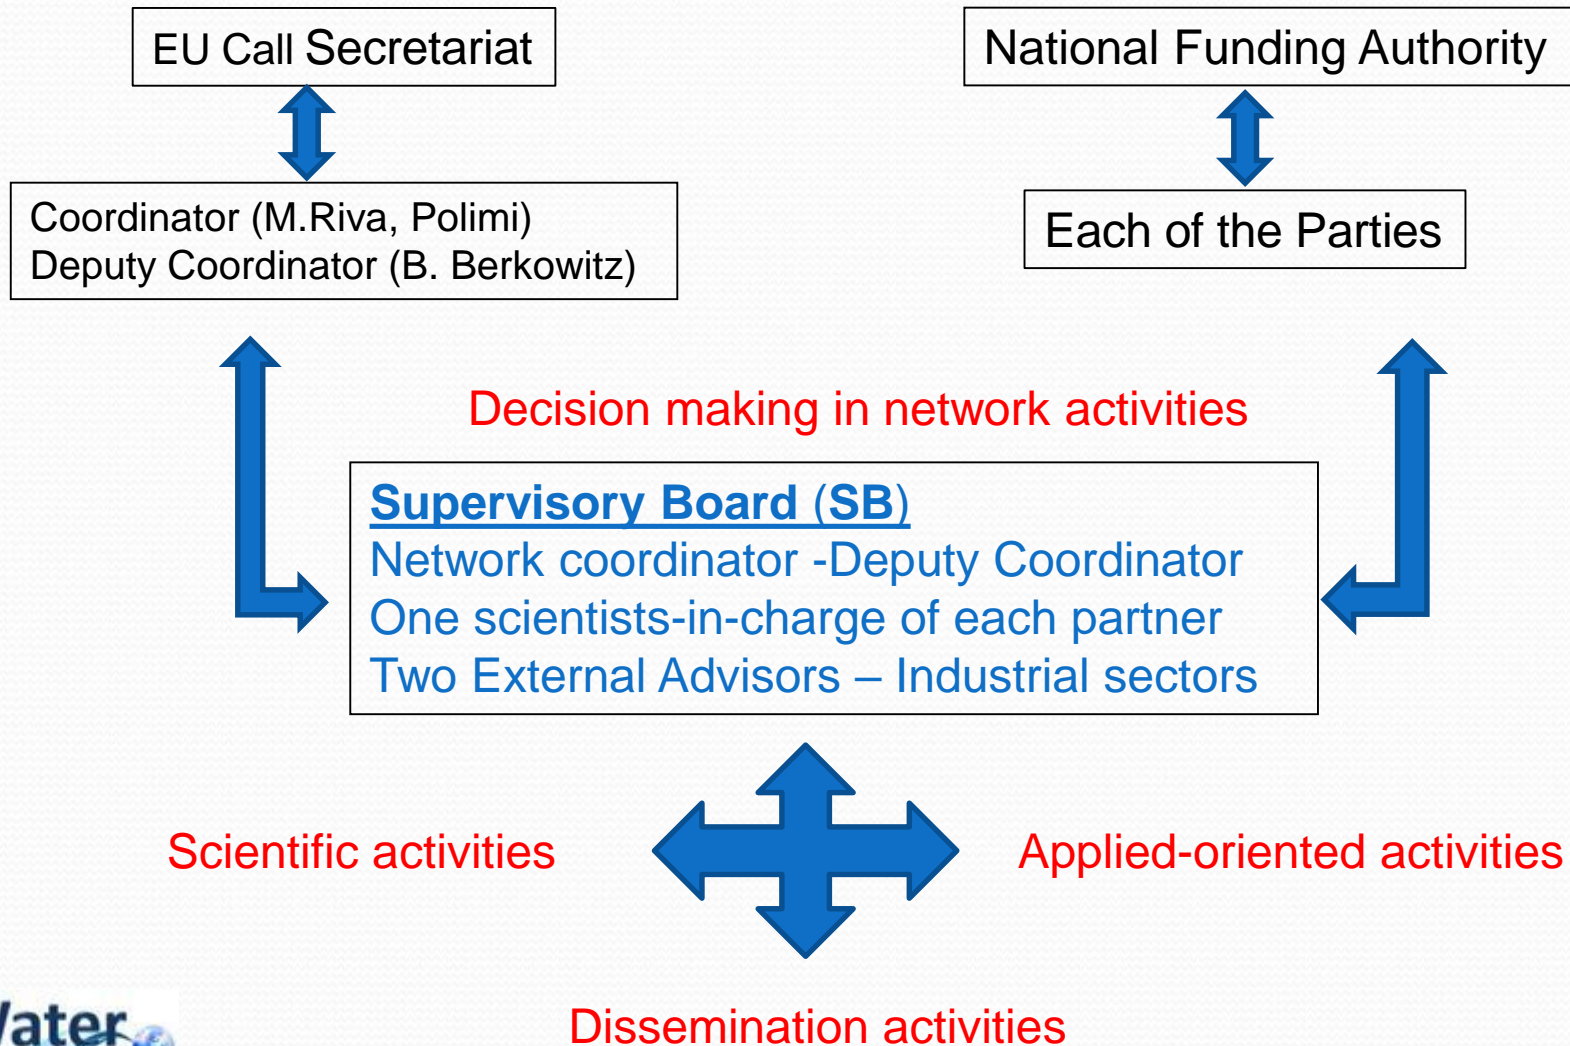 EU Call Secretariat
National Funding Authority
Coordinator (M.Riva, Polimi)
Deputy Coordinator (B. Berkowitz)
Each of the Parties
Decision making in network activities
Supervisory Board (SB)
Network coordinator -Deputy Coordinator
One scientists-in-charge of each partner
Two External Advisors – Industrial sectors
Scientific activities
Applied-oriented activities
Dissemination activities